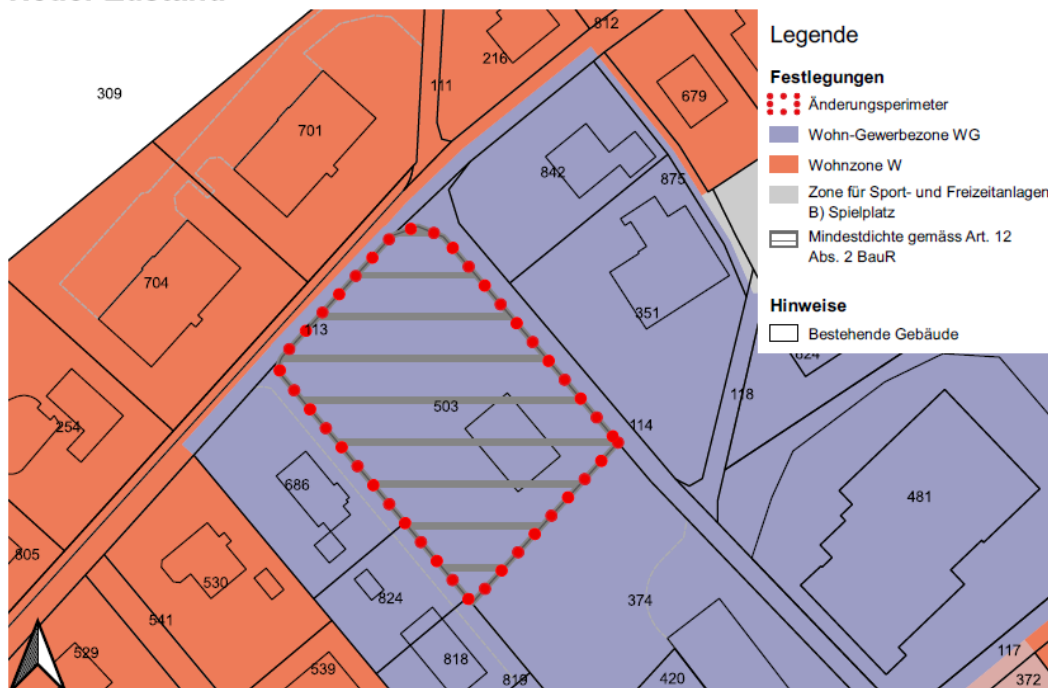 812
309
216
111
679
701
842
875
704
351
113
118
503
114
254
686
481
805
530
824
374
541
529
539
818
819
420
117
372
Legende
Festlegungen
Änderungsperimeter
Wohn-Gewerbezone WG
Wohnzone W
Zone für Sport- und Freizeitanlagen
B) Spielplatz
Mindestdichte gemäss Art. 12
Abs. 2 BauR
Hinweise
Bestehende Gebäude